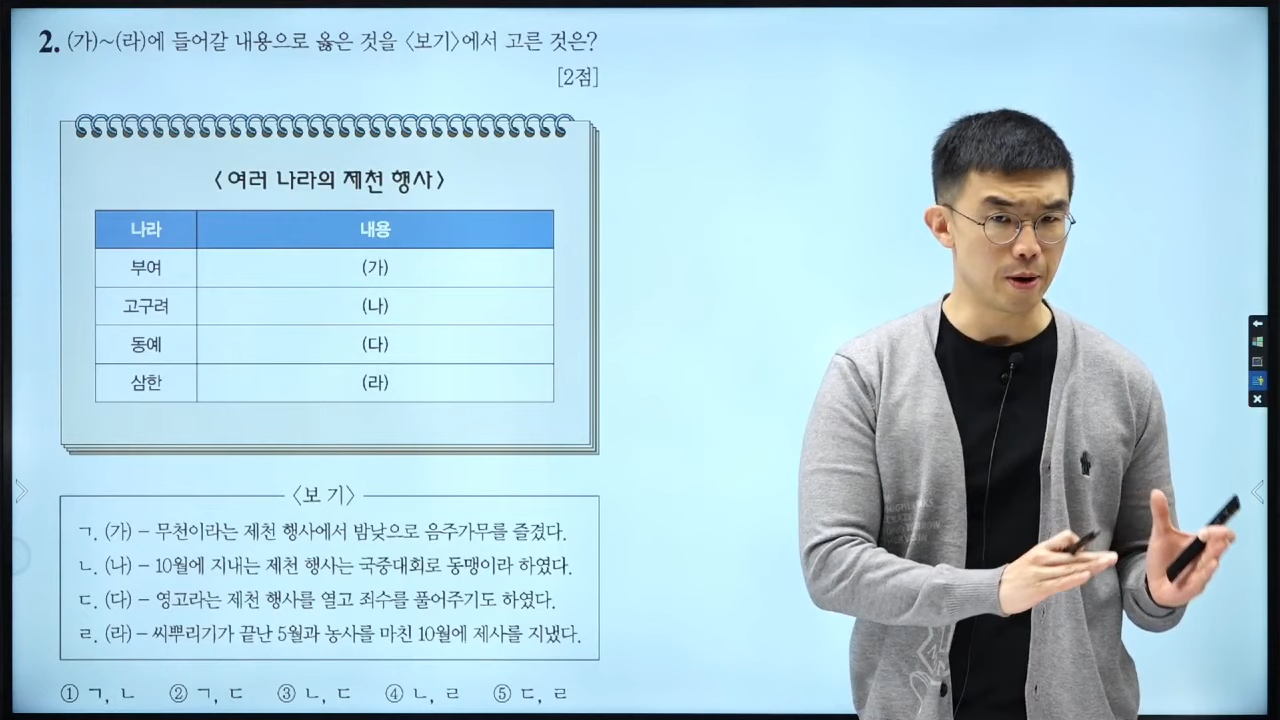 2. (가)~(라)에 들어갈 내용으로 옳은 것을 <보기>에서 고른 것은?
[2점]
<여러 나라의 제천 행사>
나라 내용
부여 (가)
고구려 (나)
동예 (다)
삼한 (라)
<보 기>
ㄱ. (가) – 무천이라는 제천 행사에서 밤낮으로 음주가무를 즐겼다.
ㄴ. (나) – 10월에 지내는 제천 행사는 국중대회로 동맹이라 하였다.
ㄷ. (다) – 영고라는 제천 행사를 열고 죄수를 풀어주기도 하였다.
ㄹ. (라) – 씨뿌리기가 끝난 5월과 농사를 마친 10월에 제사를 지냈다.
① ㄱ, ㄴ ② ㄱ, ㄷ ③ ㄴ, ㄷ ④ ㄴ, ㄹ ⑤ ㄷ, ㄹ